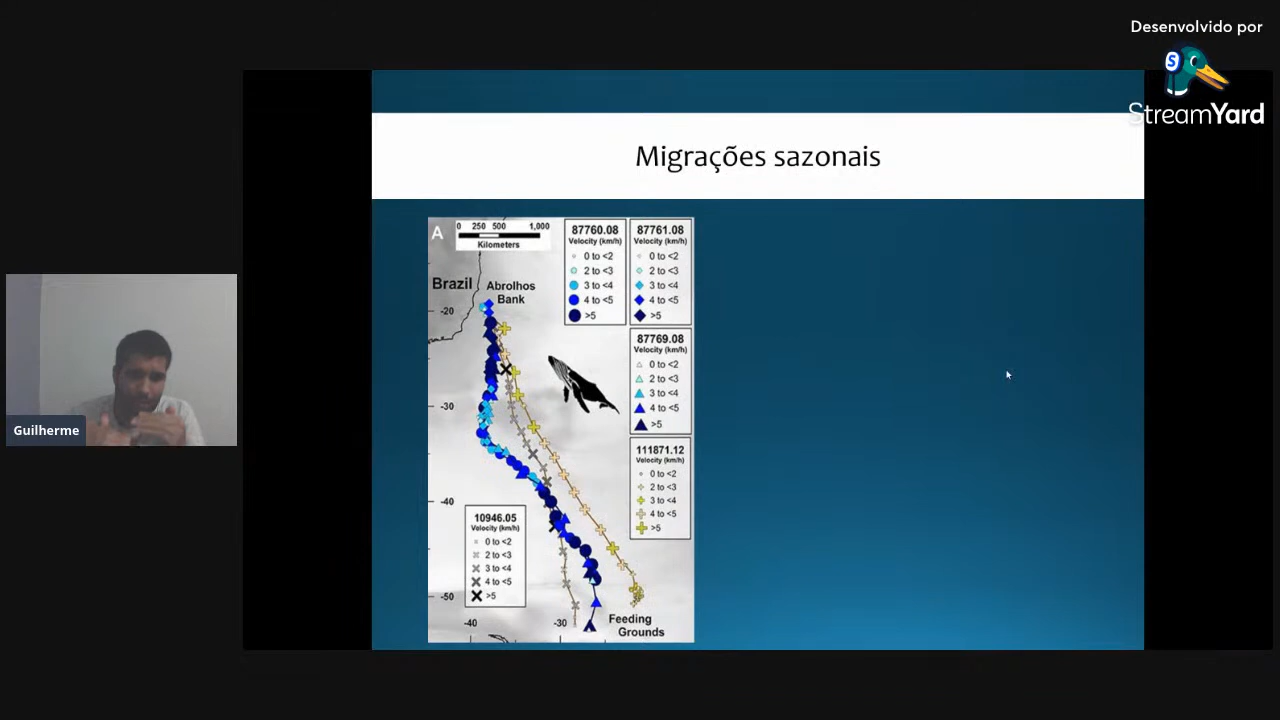 Desenvolvido por
StreamYard
Migrações sazonais
A
0 250 500 1,000
Kilometers
87760.08
Velocity (km/h)
0 to <2
2 to <3
3 to <4
4 to <5
>5
87761.08
Velocity (km/h)
0 to <2
2 to <3
3 to <4
4 to <5
>5
Brazil
Abrolhos
Bank
-20
87769.08
Velocity (km/h)
0 to <2
2 to <3
3 to <4
4 to <5
>5
-30
Guilherme
111871.12
Velocity (km/h)
0 to <2
2 to <3
3 to <4
4 to <5
>5
-40
10946.05
Velocity (km/h)
0 to <2
2 to <3
3 to <4
4 to <5
>5
-50
Feeding
Grounds
-40 -30